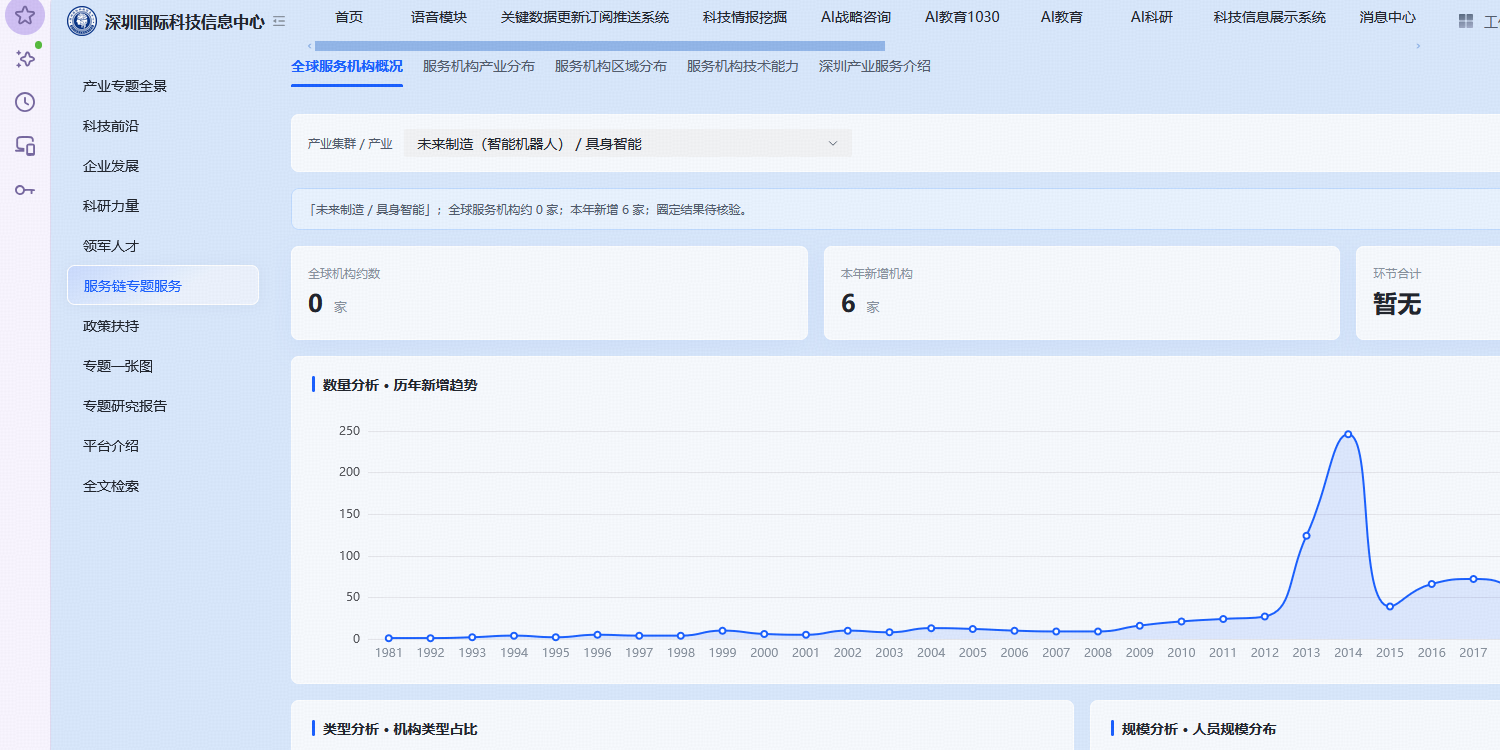 深圳国际科技信息中心
首页 语音模块 关键数据更新订阅推送系统 科技情报挖掘 AI战略咨询 AI教育1030 AI教育 AI科研 科技信息展示系统 消息中心
全球服务机构概况 服务机构产业分布 服务机构区域分布 服务机构技术能力 深圳产业服务介绍
产业专题全景
科技前沿
企业发展
科研力量
领军人才
服务链专题服务
政策扶持
专题一张图
专题研究报告
平台介绍
全文检索
产业集群 / 产业 未来制造（智能机器人） / 具身智能
「未来制造 / 具身智能」；全球服务机构约 0 家；本年新增 6 家；圈定结果待核验。
全球机构约数 本年新增机构 环节合计
0 家 6 家 暂无
数量分析 • 历年新增趋势
250
200
150
100
50
0
1981 1992 1993 1994 1995 1996 1997 1998 1999 2000 2001 2002 2003 2004 2005 2006 2007 2008 2009 2010 2011 2012 2013 2014 2015 2016 2017
类型分析 • 机构类型占比 规模分析 • 人员规模分布